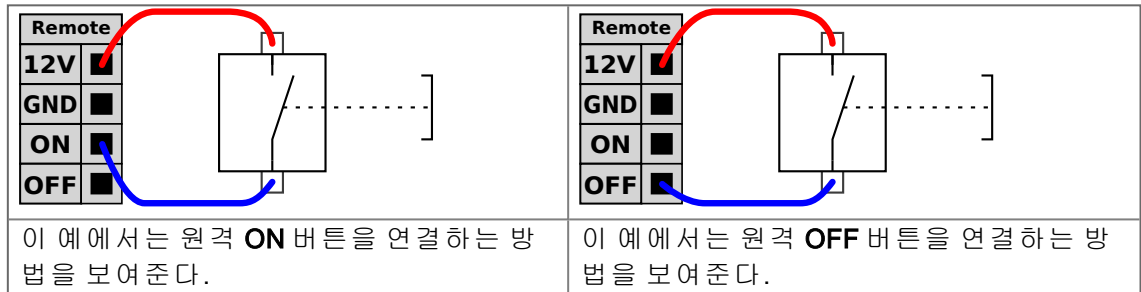 Remote
12V
GND
ON
OFF
이 예에서는 원격 ON 버튼을 연결하는 방
법을 보여준다.
Remote
12V
GND
ON
OFF
이 예에서는 원격 OFF 버튼을 연결하는 방
법을 보여준다.